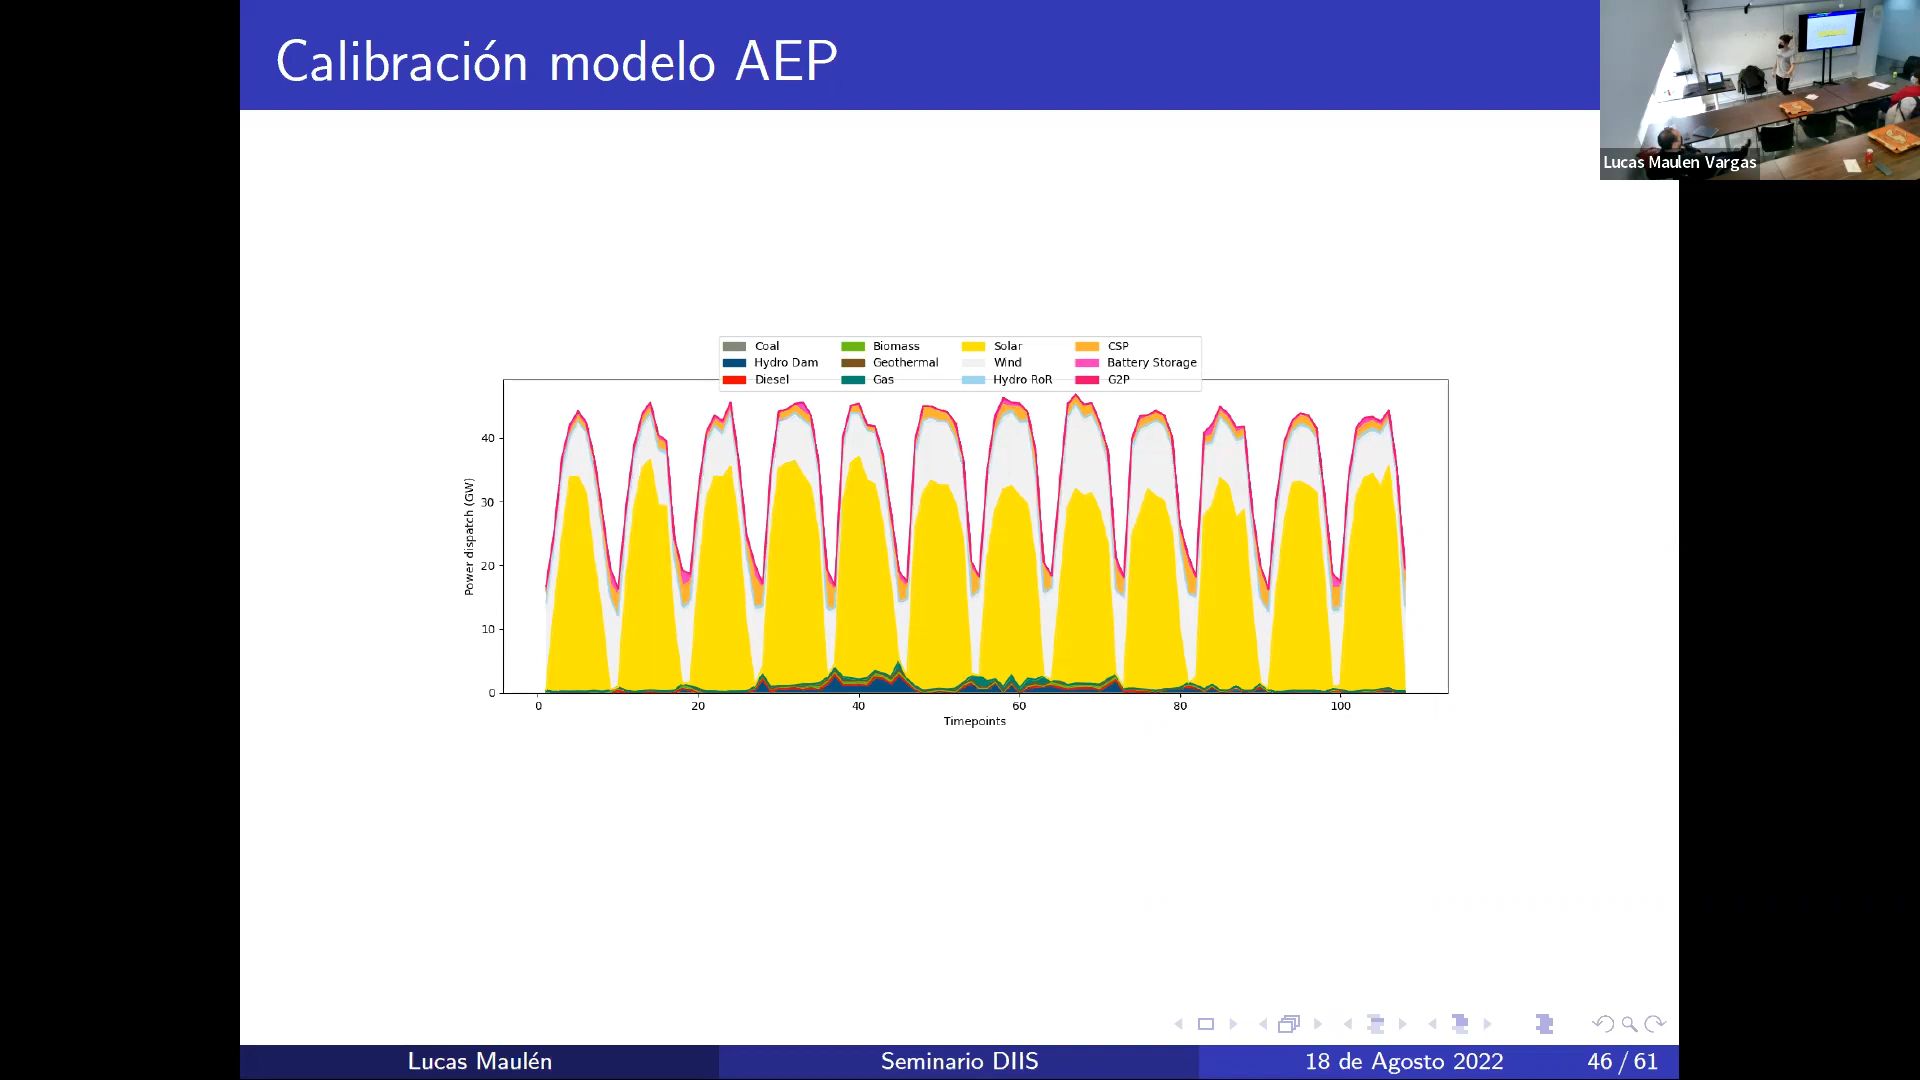 Calibración modelo AEP
Lucas Maulen Vargas
Coal Biomass Solar CSP
Hydro Dam Geothermal Wind Battery Storage
Diesel Gas Hydro RoR G2P
Power dispatch (GW)
40
30
20
10
0
0 20 40 60 80 100
Timepoints
Lucas Maulén Seminario DIIS 18 de Agosto 2022 46 / 61